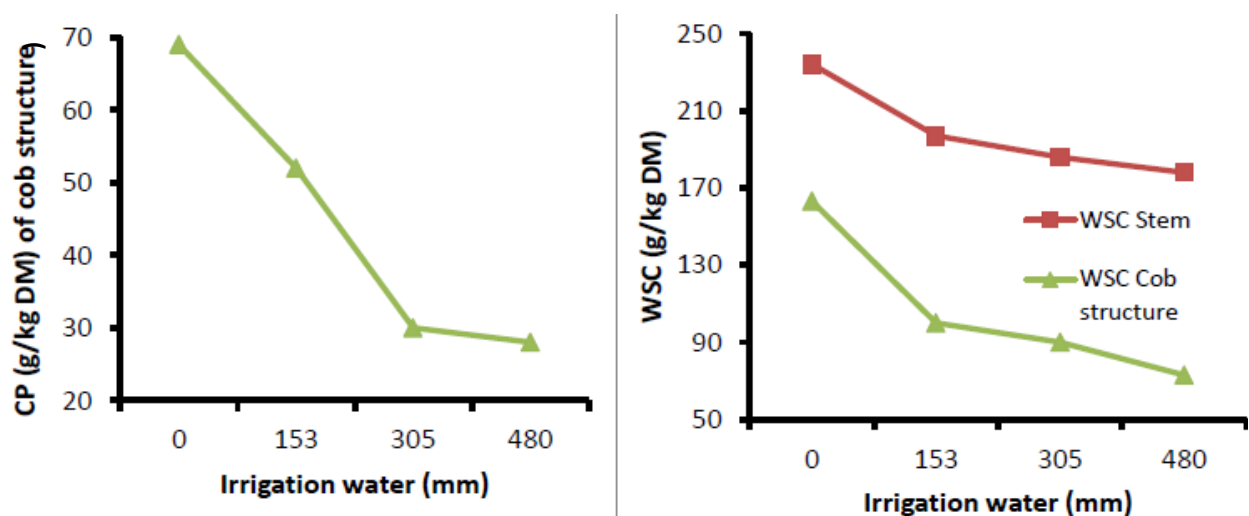 CP (g/kg DM) of cob structure)
70
60
50
40
30
20
0 153 305 480
Irrigation water (mm)
WSC (g/kg DM)
250
210
170
130
90
50
WSC Stem
WSC Cob
structure
0 153 305 480
Irrigation water (mm)